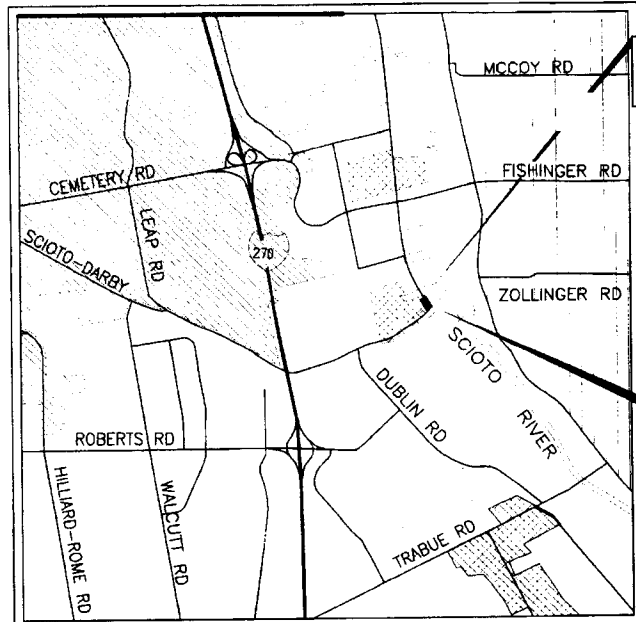 MCCOY RD
CEMETERY RD
FISHINGER RD
LEAP RD
SCIOTO-DARBY
270
ZOLLINGER RD
SCIOTO
RIVER
DUBLIN RD
ROBERTS RD
HILLIARD-ROME RD
WALCUTT RD
TRABUE RD